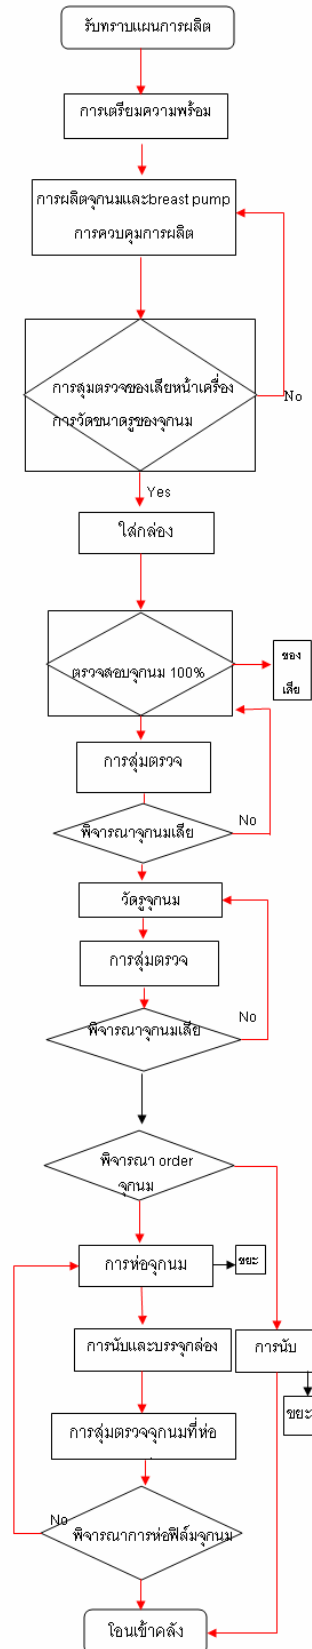 รับทราบแผนการผลิต
การเตรียมความพร้อม
การผลิตจุกนมและbreast pump
การควบคุมการผลิต
การสุ่มตรวจของเสียหน้าเครื่อง
การวัดขนาดรูของจุกนม
No
Yes
ใส่กล่อง
ของ
เสีย
ตรวจสอบจุกนม 100%
การสุ่มตรวจ
No
พิจารณาจุกนมเสีย
วัดรูจุกนม
การสุ่มตรวจ
No
พิจารณาจุกนมเสีย
พิจารณา order
จุกนม
การห่อจุกนม
ขยะ
การนับและบรรจุกล่อง
การนับ
ขยะ
การสุ่มตรวจจุกนมที่ห่อ
No
พิจารณาการห่อฟิล์มจุกนม
โอนเข้าคลัง